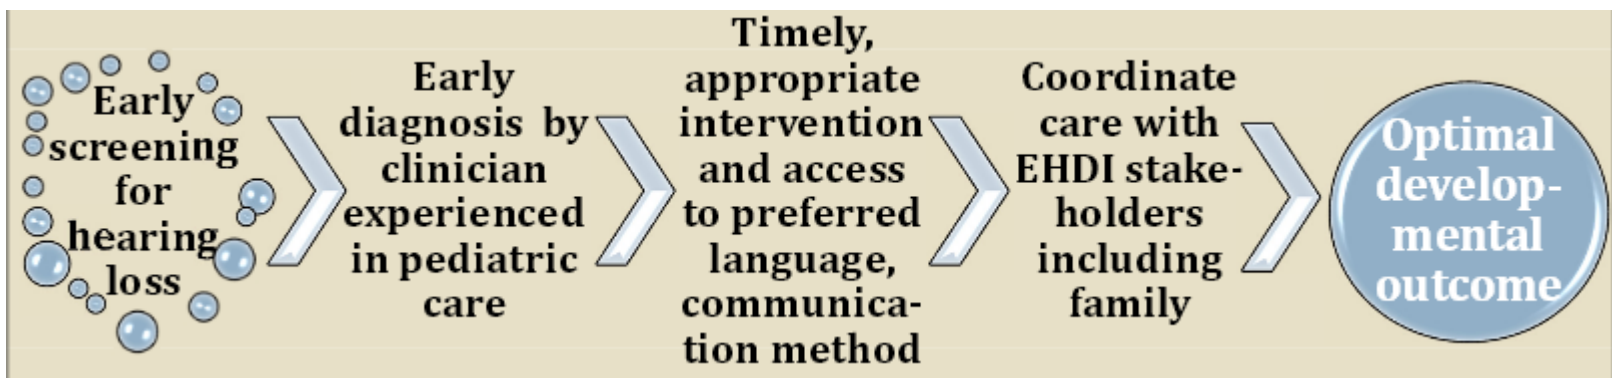 Early
screening
for
hearing
loss
Early
diagnosis by
clinician
experienced
in pediatric
care
Timely,
appropriate
intervention
and access
to preferred
language,
communica-
tion method
Coordinate
care with
EHDI stake-
holders
including
family
Optimal
develop-
mental
outcome